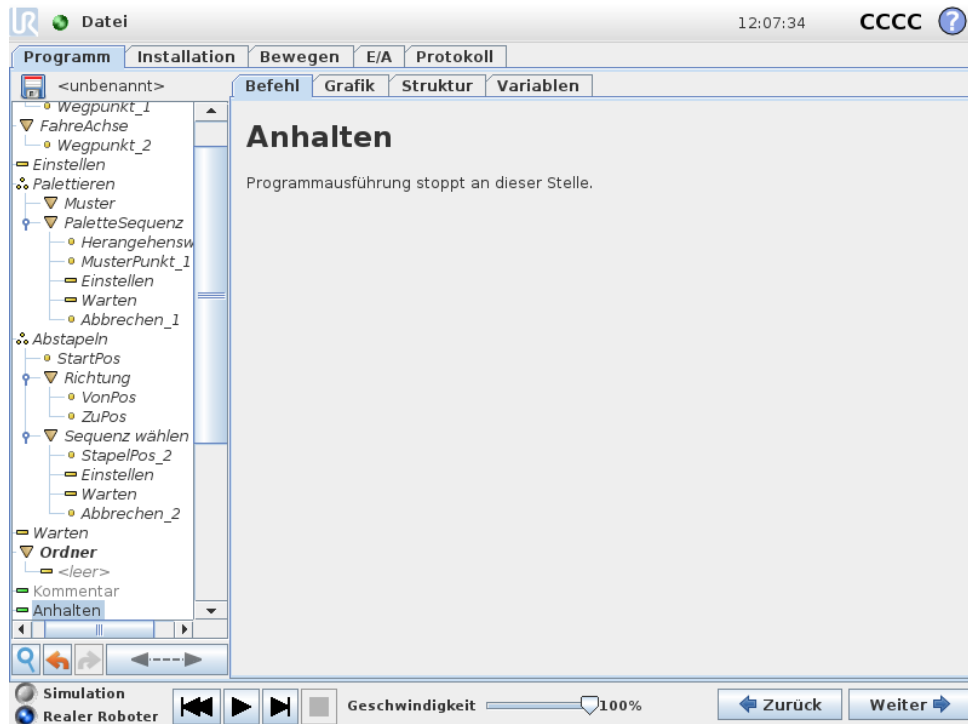 UR Datei 12:07:34 CCCC ?
Programm Installation Bewegen E/A Protokoll
<unbenannt> Befehl Grafik Struktur Variablen
Wegpunkt_1
FahreAchse
Wegpunkt_2
Einstellen
Palettieren
Muster
PaletteSequenz
Herangehensw
MusterPunkt_1
Einstellen
Warten
Abbrechen_1
Abstapeln
StartPos
Richtung
VonPos
ZuPos
Sequenz wählen
StapelPos_2
Einstellen
Warten
Abbrechen_2
Warten
Ordner
<leer>
Kommentar
Anhalten
Anhalten
Programmausführung stoppt an dieser Stelle.
Simulation
Realer Roboter
Geschwindigkeit 100% Zurück Weiter